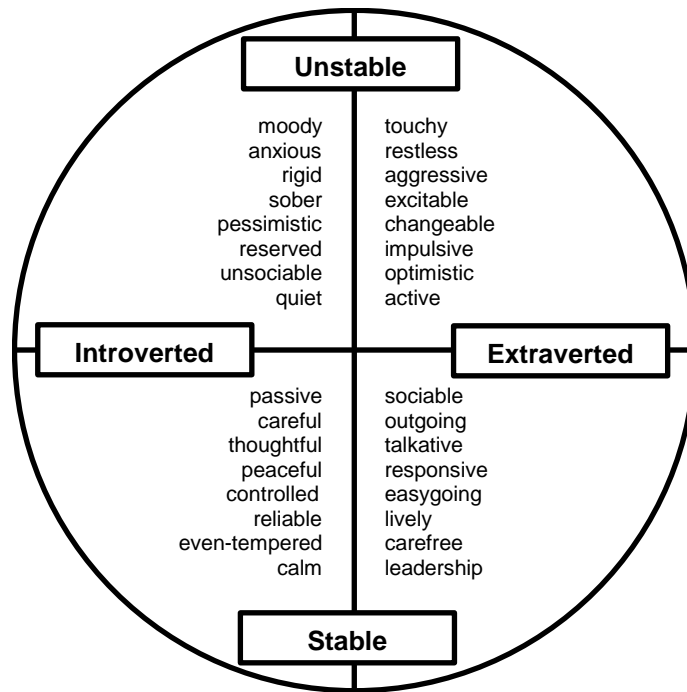 Unstable
moody touchy
anxious restless
rigid aggressive
sober excitable
pessimistic changeable
reserved impulsive
unsociable optimistic
quiet active
Introverted Extraverted
passive sociable
careful outgoing
thoughtful talkative
peaceful responsive
controlled easygoing
reliable lively
even-tempered carefree
calm leadership
Stable